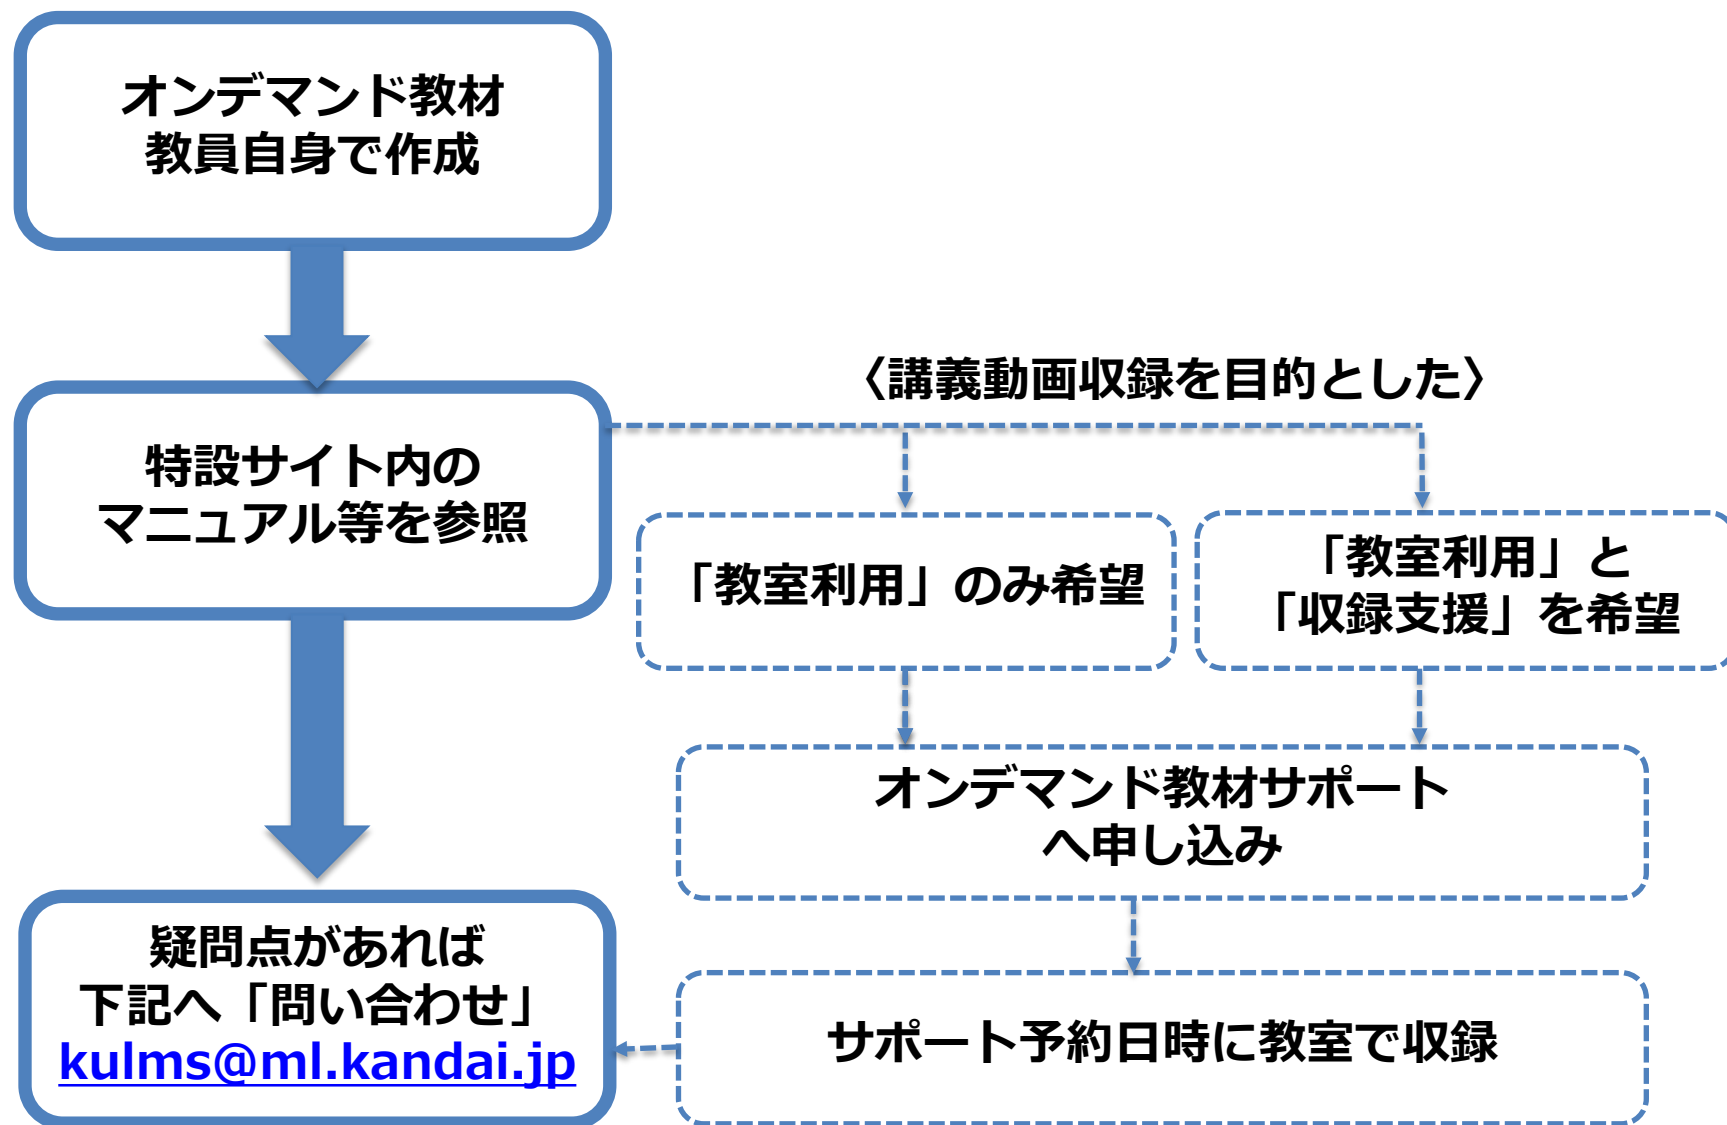 オンデマンド教材
教員自身で作成
特設サイト内の
マニュアル等を参照
〈講義動画収録を目的とした〉
「教室利用」のみ希望
「教室利用」と
「収録支援」を希望
オンデマンド教材サポート
へ申し込み
サポート予約日時に教室で収録
疑問点があれば
下記へ「問い合わせ」
kulms@ml.kandai.jp